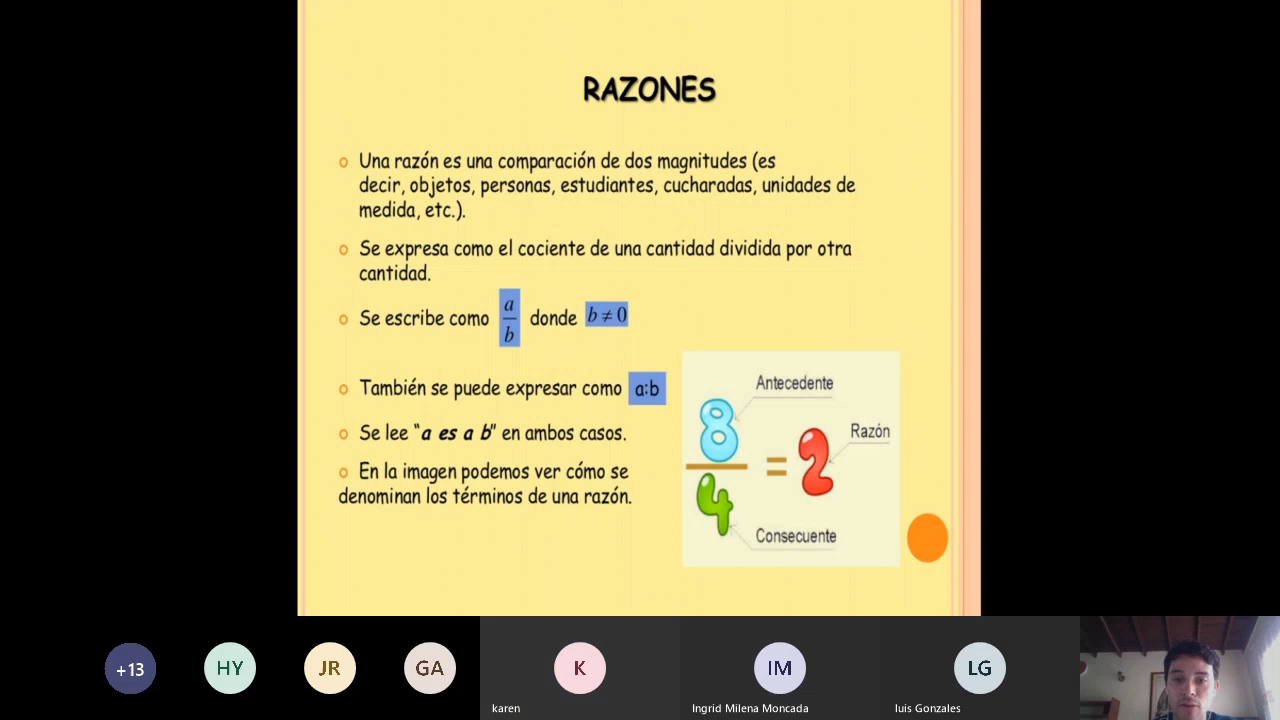 RAZONES
Una razón es una comparación de dos magnitudes (es
decir, objetos, personas, estudiantes, cucharadas, unidades de
medida, etc.).
Se expresa como el cociente de una cantidad dividida por otra
cantidad.
Se escribe como a/b donde b ≠ 0
También se puede expresar como a:b
Se lee “a es a b” en ambos casos.
En la imagen podemos ver cómo se
denominan los términos de una razón.
Antecedente
8/4 = 2
Razón
Consecuente
+13
HY
JR
GA
K
IM
LG
karen
Ingrid Milena Moncada
luis Gonzales